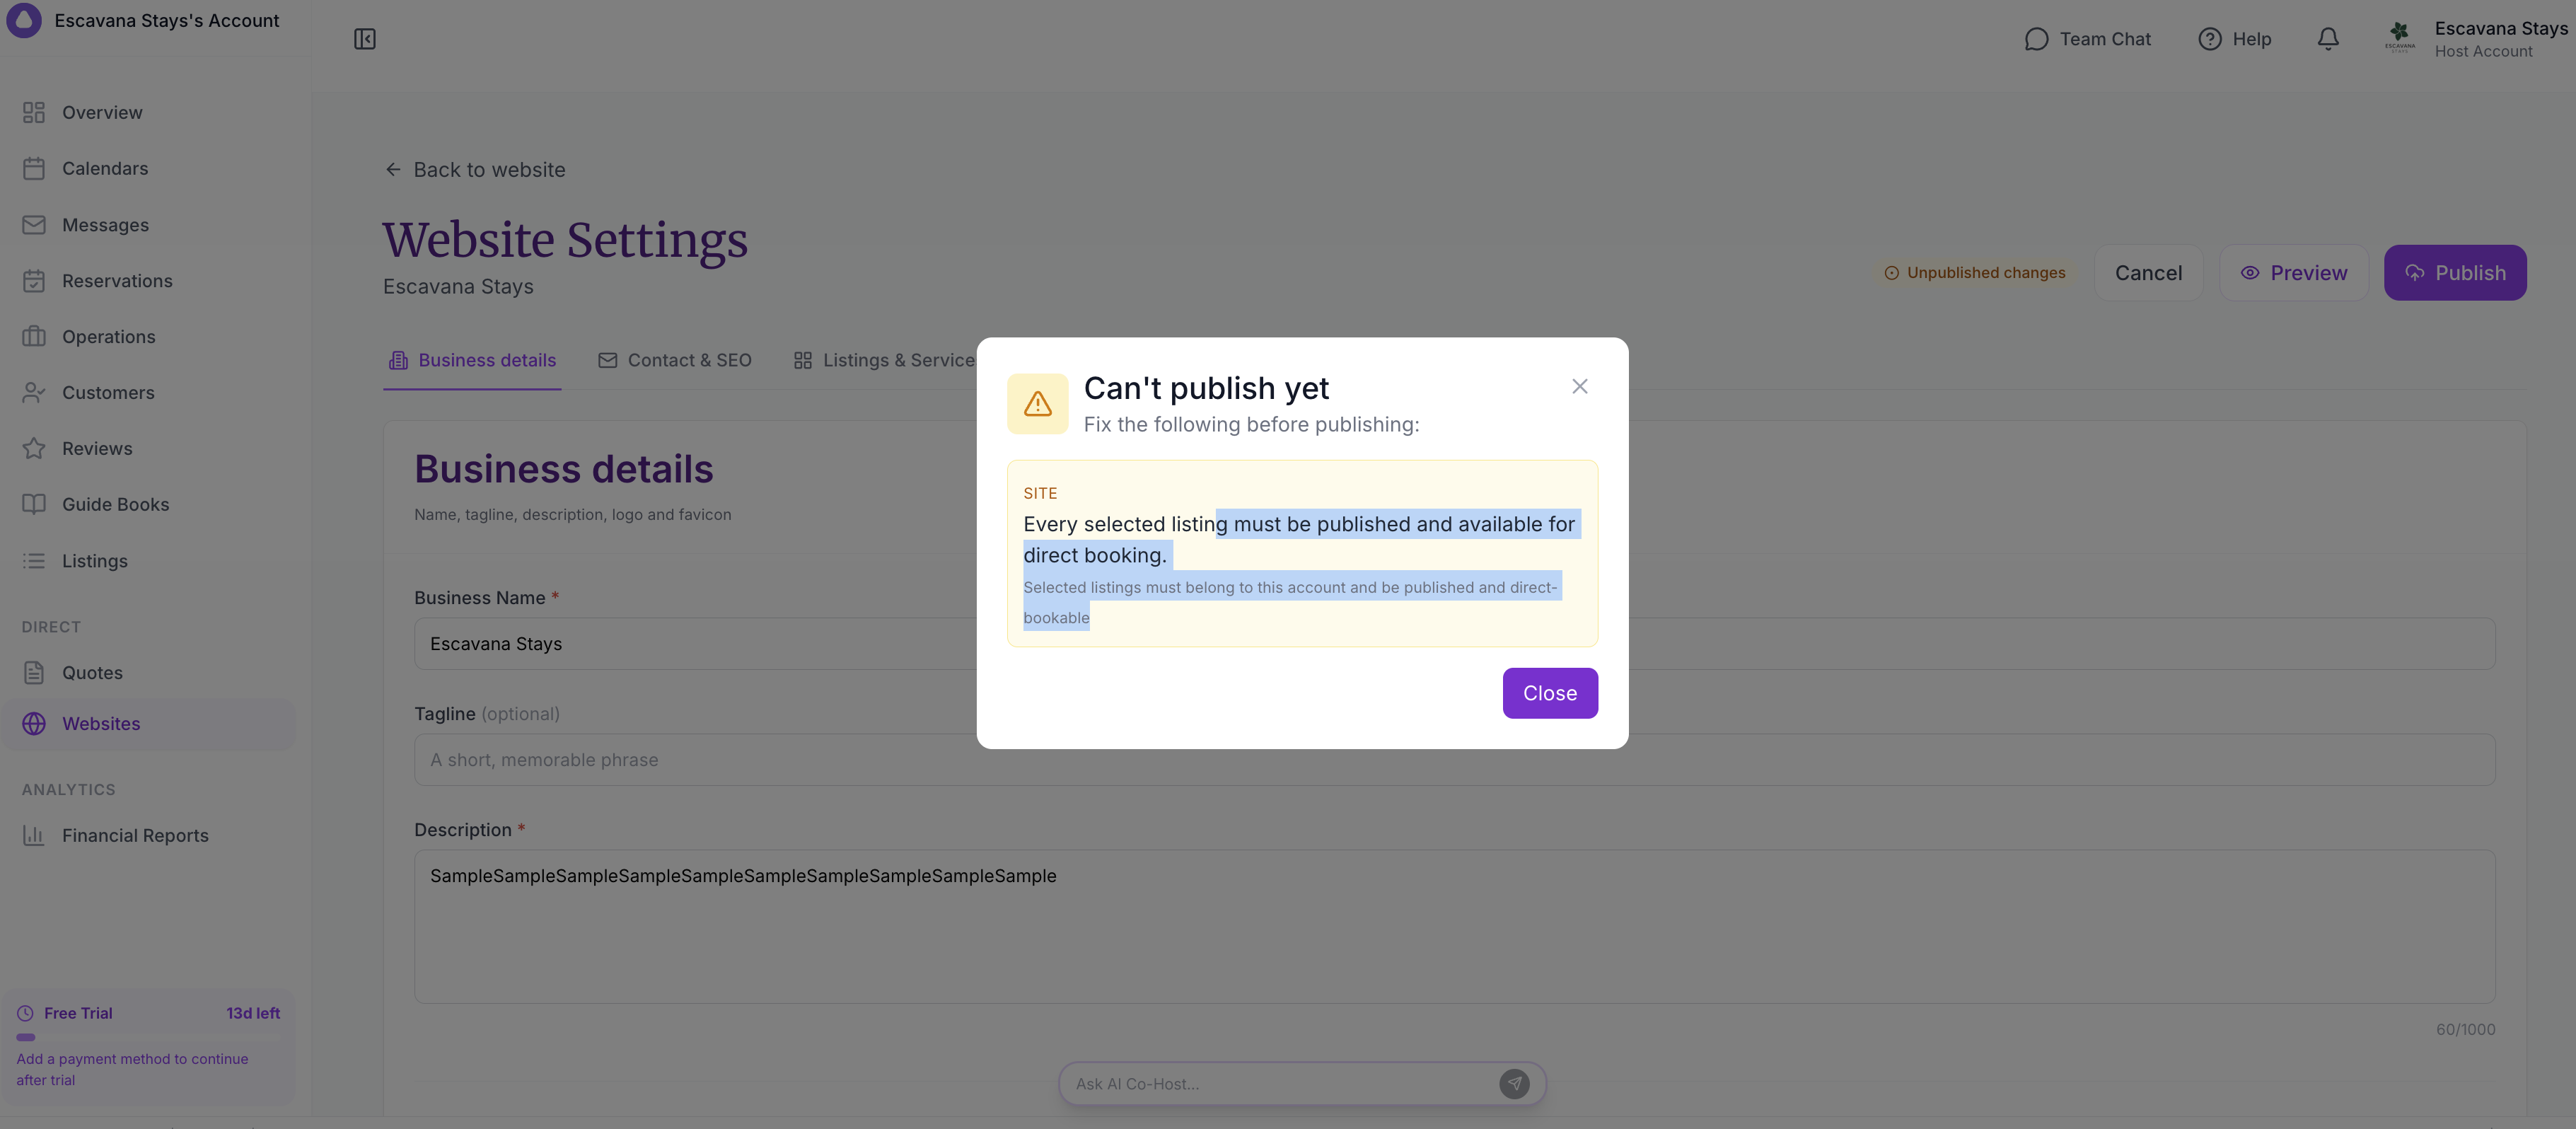 Escavana Stays's Account
Team Chat
Help
Escavana Stays
Host Account
Overview
Calendars
Messages
Reservations
Operations
Customers
Reviews
Guide Books
Listings
DIRECT
Quotes
Websites
ANALYTICS
Financial Reports
Free Trial
13d left
Add a payment method to continue
after trial
Back to website
Website Settings
Escavana Stays
Unpublished changes
Cancel
Preview
Publish
Business details
Contact & SEO
Listings & Service
Business details
Name, tagline, description, logo and favicon
Business Name *
Escavana Stays
Tagline (optional)
A short, memorable phrase
Description *
SampleSampleSampleSampleSampleSampleSampleSampleSampleSample
60/1000
Can't publish yet
Fix the following before publishing:
SITE
Every selected listing must be published and available for
direct booking.
Selected listings must belong to this account and be published and direct-
bookable
Close
Ask AI Co-Host...